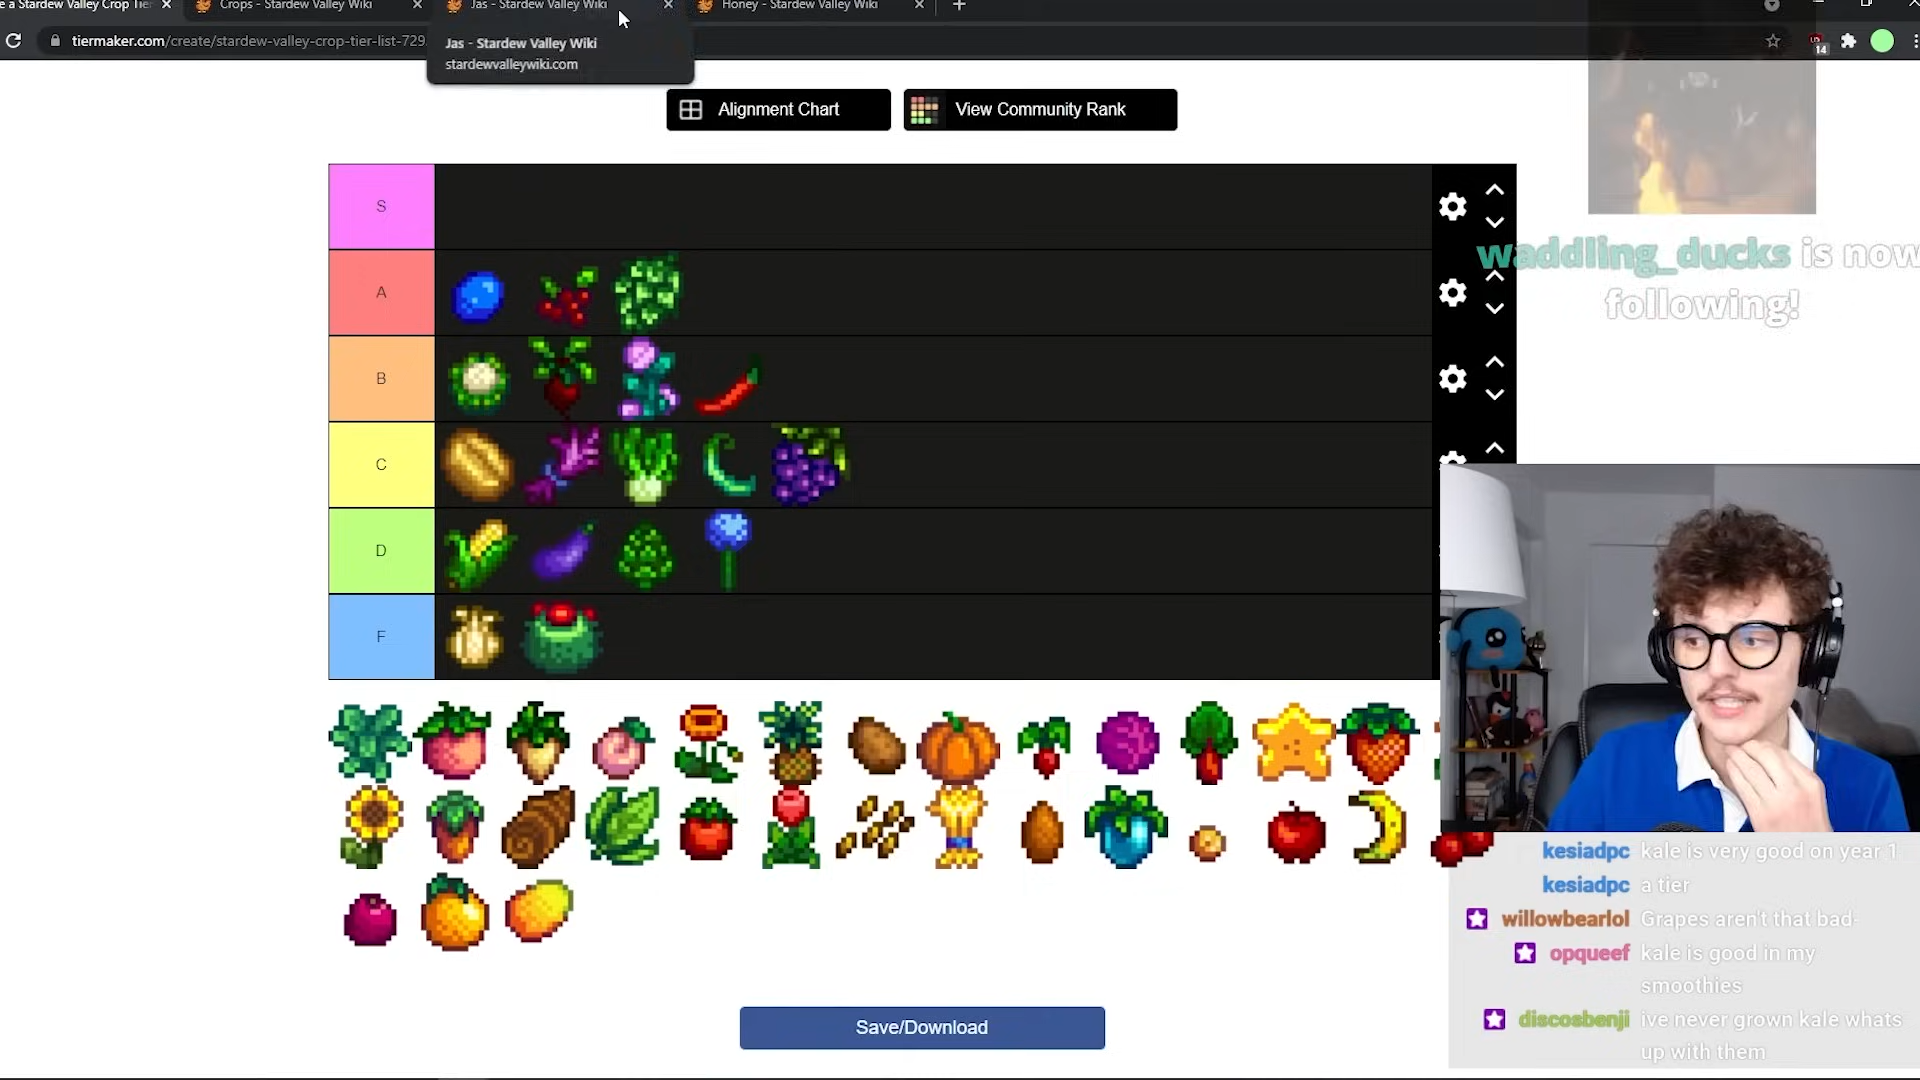 e a Stardew Valley Crop Tie
Crops - Stardew Valley Wiki
Jas - Stardew Valley Wiki
Honey - Stardew Valley Wiki
tiermaker.com/create/stardew-valley-crop-tier-list-729
14
Jas - Stardew Valley Wiki
stardewvalleywiki.com
Alignment Chart
View Community Rank
S
A
B
C
D
F
waddling_ducks is now
following!
kesiadpc kale is very good on year 1
kesiadpc a tier
willowbearlol Grapes aren't that bad-
opqueef kale is good in my
smoothies
discosbenji ive never grown kale whats
up with them
Save/Download